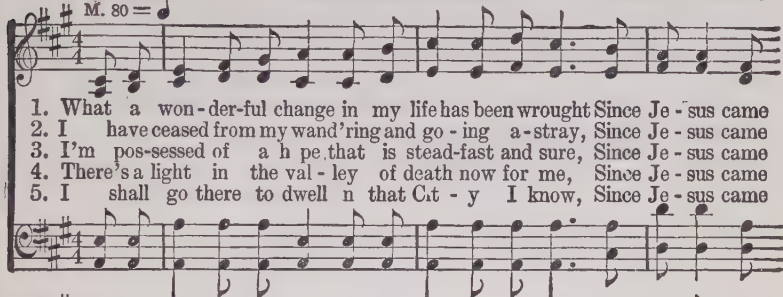 M. 80 =
1. What a won-der-ful change in my life has been wrought Since Je-sus came
2. I have ceased from my wand'ring and go-ing a-stray, Since Je-sus came
3. I'm pos-sessed of a h pe that is stead-fast and sure, Since Je-sus came
4. There's a light in the val-ley of death now for me, Since Je-sus came
5. I shall go there to dwell n that C.t-y I know, Since Je-sus came